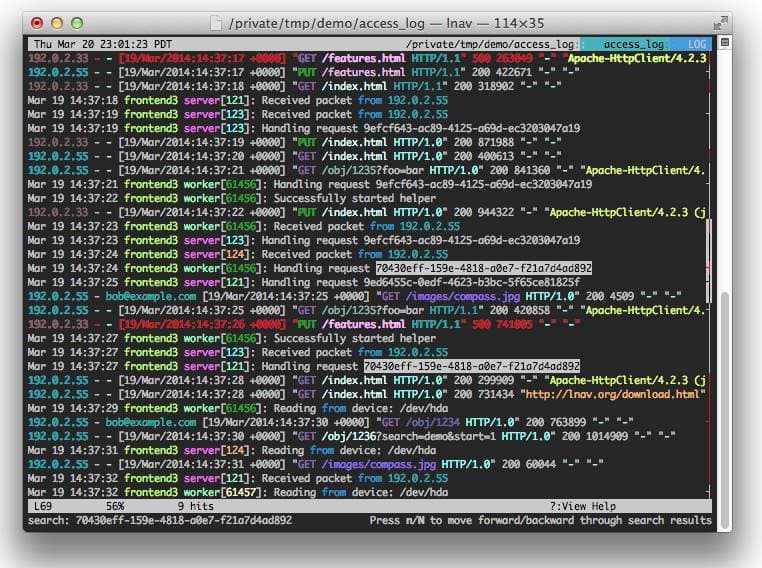 /private/tmp/demo/access_log — lnav — 114×35
Thu Mar 20 23:01:23 PDT /private/tmp/demo/access_log: access_log: LOG
192.0.2.33 - - [19/Mar/2014:14:37:17 +0000] "GET /features.html HTTP/1.1" 500 263049 "-" "Apache-HttpClient/4.2.3
192.0.2.55 - - [19/Mar/2014:14:37:17 +0000] "PUT /features.html HTTP/1.1" 200 422671 "-" "-"
192.0.2.33 - - [19/Mar/2014:14:37:18 +0000] "GET /index.html HTTP/1.1" 200 318902 "-" "-"
Mar 19 14:37:18 frontend3 server[121]: Received packet from 192.0.2.55
Mar 19 14:37:19 frontend3 server[123]: Received packet from 192.0.2.55
Mar 19 14:37:19 frontend3 server[123]: Handling request 9efcf643-ac89-4125-a69d-ec3203047a19
192.0.2.33 - - [19/Mar/2014:14:37:19 +0000] "PUT /index.html HTTP/1.0" 200 871988 "-" "-"
192.0.2.55 - - [19/Mar/2014:14:37:20 +0000] "GET /index.html HTTP/1.0" 200 400613 "-" "-"
192.0.2.55 - - [19/Mar/2014:14:37:21 +0000] "GET /obj/1235?foo=bar HTTP/1.0" 200 841360 "-" "Apache-HttpClient/4.
Mar 19 14:37:21 frontend3 worker[61456]: Handling request 9efcf643-ac89-4125-a69d-ec3203047a19
Mar 19 14:37:22 frontend3 worker[61456]: Successfully started helper
192.0.2.33 - - [19/Mar/2014:14:37:22 +0000] "PUT /index.html HTTP/1.0" 200 944322 "-" "Apache-HttpClient/4.2.3 (j
Mar 19 14:37:23 frontend3 worker[61456]: Received packet from 192.0.2.55
Mar 19 14:37:23 frontend3 server[123]: Handling request 9efcf643-ac89-4125-a69d-ec3203047a19
Mar 19 14:37:23 frontend3 server[124]: Received packet from 192.0.2.55
Mar 19 14:37:24 frontend3 worker[61456]: Handling request 70430eff-159e-4818-a0e7-f21a7d4ad892
Mar 19 14:37:25 frontend3 server[121]: Handling request 9ed6455c-0edf-4623-b3bc-5f65ce81825f
192.0.2.55 - bob@example.com [19/Mar/2014:14:37:25 +0000] "GET /images/compass.jpg HTTP/1.0" 200 4509 "-" "-"
192.0.2.55 - - [19/Mar/2014:14:37:25 +0000] "GET /obj/1235?foo=bar HTTP/1.1" 200 420858 "-" "Apache-HttpClient/4.
192.0.2.33 - - [19/Mar/2014:14:37:26 +0000] "PUT /features.html HTTP/1.1" 500 741005 "-" "-"
Mar 19 14:37:27 frontend3 worker[61456]: Successfully started helper
Mar 19 14:37:27 frontend3 server[123]: Received packet from 192.0.2.55
Mar 19 14:37:27 frontend3 server[121]: Handling request 70430eff-159e-4818-a0e7-f21a7d4ad892
192.0.2.55 - - [19/Mar/2014:14:37:28 +0000] "GET /index.html HTTP/1.0" 200 299909 "-" "Apache-HttpClient/4.2.3 (j
192.0.2.55 - - [19/Mar/2014:14:37:28 +0000] "GET /index.html HTTP/1.0" 200 731434 "http://lnav.org/download.html"
Mar 19 14:37:29 frontend3 worker[61456]: Reading from device: /dev/hda
192.0.2.55 - bob@example.com [19/Mar/2014:14:37:30 +0000] "GET /obj/1234 HTTP/1.0" 200 763899 "-" "-"
192.0.2.55 - - [19/Mar/2014:14:37:30 +0000] "GET /obj/1236?search=demo&start=1 HTTP/1.0" 200 1014909 "-" "-"
Mar 19 14:37:31 frontend3 server[124]: Reading from device: /dev/hda
192.0.2.55 - - [19/Mar/2014:14:37:31 +0000] "GET /images/compass.jpg HTTP/1.0" 200 60044 "-" "-"
Mar 19 14:37:32 frontend3 server[121]: Received packet from 192.0.2.55
Mar 19 14:37:32 frontend3 worker[61457]: Reading from device: /dev/hda
L69 56% 9 hits ?:View Help
search: 70430eff-159e-4818-a0e7-f21a7d4ad892 Press n/N to move forward/backward through search results